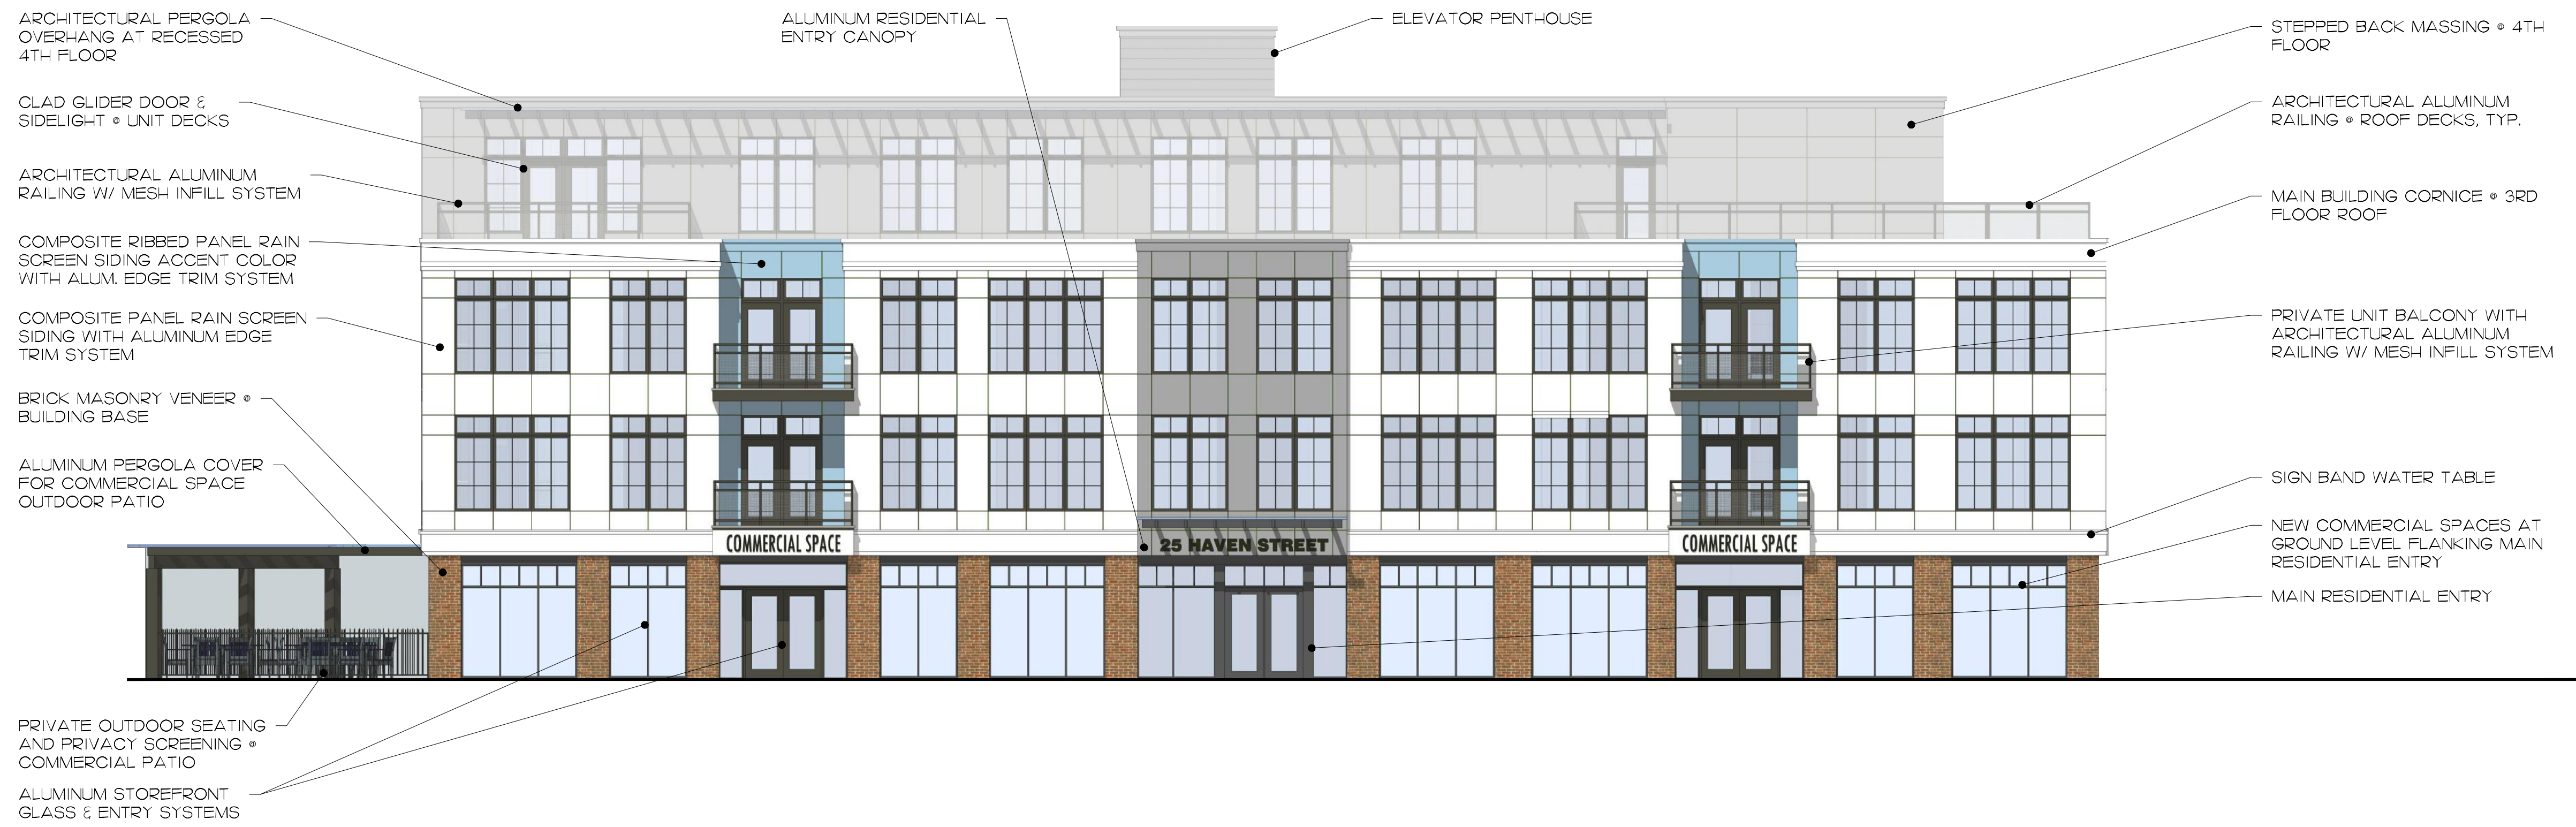 ARCHITECTURAL PERGOLA
OVERHANG AT RECESSED
4TH FLOOR
CLAD GLIDER DOOR &
SIDELIGHT @ UNIT DECKS
ARCHITECTURAL ALUMINUM
RAILING W/ MESH INFILL SYSTEM
COMPOSITE RIBBED PANEL RAIN
SCREEN SIDING ACCENT COLOR
WITH ALUM. EDGE TRIM SYSTEM
COMPOSITE PANEL RAIN SCREEN
SIDING WITH ALUMINUM EDGE
TRIM SYSTEM
BRICK MASONRY VENEER @
BUILDING BASE
ALUMINUM PERGOLA COVER
FOR COMMERCIAL SPACE
OUTDOOR PATIO
PRIVATE OUTDOOR SEATING
AND PRIVACY SCREENING @
COMMERCIAL PATIO
ALUMINUM STOREFRONT
GLASS & ENTRY SYSTEMS
ALUMINUM RESIDENTIAL
ENTRY CANOPY
ELEVATOR PENTHOUSE
COMMERCIAL SPACE
25 HAVEN STREET
COMMERCIAL SPACE
STEPPED BACK MASSING @ 4TH
FLOOR
ARCHITECTURAL ALUMINUM
RAILING @ ROOF DECKS, TYP.
MAIN BUILDING CORNICE @ 3RD
FLOOR ROOF
PRIVATE UNIT BALCONY WITH
ARCHITECTURAL ALUMINUM
RAILING W/ MESH INFILL SYSTEM
SIGN BAND WATER TABLE
NEW COMMERCIAL SPACES AT
GROUND LEVEL FLANKING MAIN
RESIDENTIAL ENTRY
MAIN RESIDENTIAL ENTRY